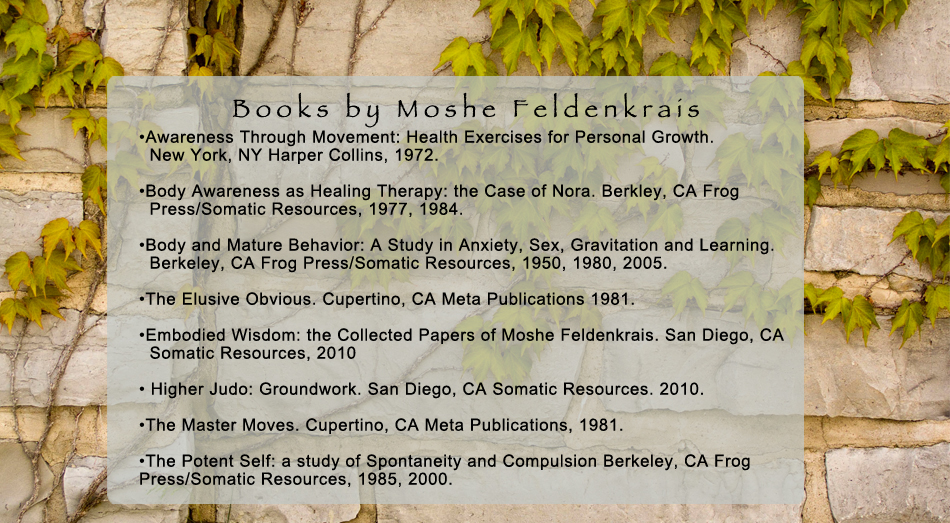 Books by Moshe Feldenkrais
•Awareness Through Movement: Health Exercises for Personal Growth.
New York, NY Harper Collins, 1972.
•Body Awareness as Healing Therapy: the Case of Nora. Berkley, CA Frog
Press/Somatic Resources, 1977, 1984.
•Body and Mature Behavior: A Study in Anxiety, Sex, Gravitation and Learning.
Berkeley, CA Frog Press/Somatic Resources, 1950, 1980, 2005.
•The Elusive Obvious. Cupertino, CA Meta Publications 1981.
•Embodied Wisdom: the Collected Papers of Moshe Feldenkrais. San Diego, CA
Somatic Resources, 2010
• Higher Judo: Groundwork. San Diego, CA Somatic Resources. 2010.
•The Master Moves. Cupertino, CA Meta Publications, 1981.
•The Potent Self: a study of Spontaneity and Compulsion Berkeley, CA Frog
Press/Somatic Resources, 1985, 2000.